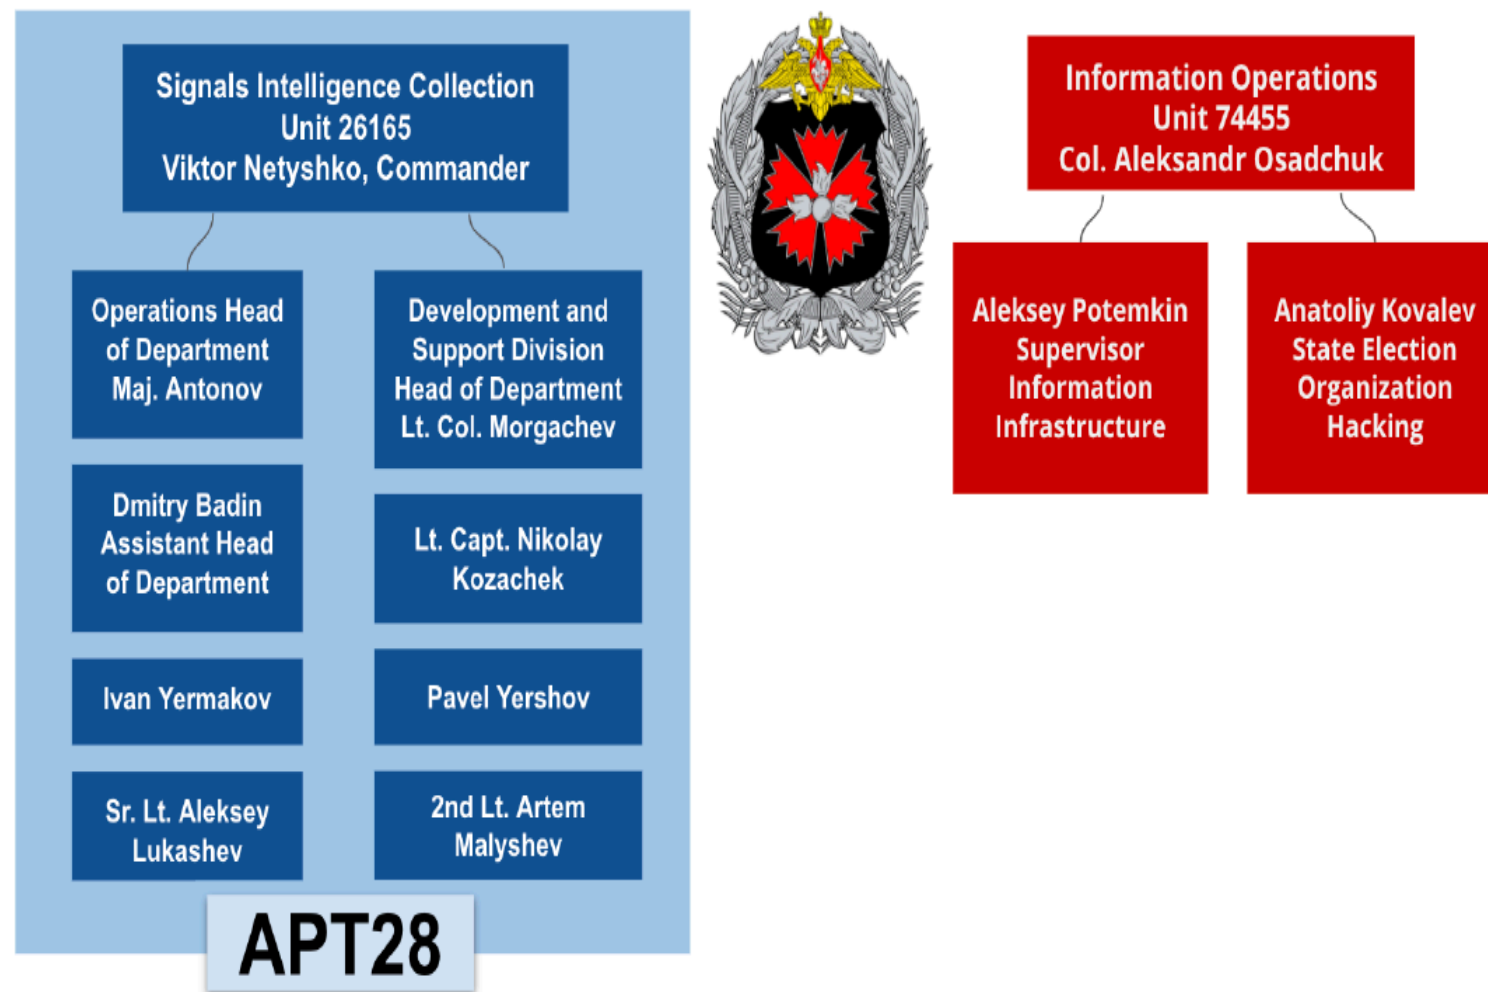 Signals Intelligence Collection
Unit 26165
Viktor Netyshko, Commander
Operations Head
of Department
Maj. Antonov
Dmitry Badin
Assistant Head
of Department
Ivan Yermakov
Sr. Lt. Aleksey
Lukashev
Development and
Support Division
Head of Department
Lt. Col. Morgachev
Lt. Capt. Nikolay
Kozachek
Pavel Yershov
2nd Lt. Artem
Malyshev
APT28
Information Operations
Unit 74455
Col. Aleksandr Osadchuk
Aleksey Potemkin
Supervisor
Information
Infrastructure
Anatoliy Kovalev
State Election
Organization
Hacking